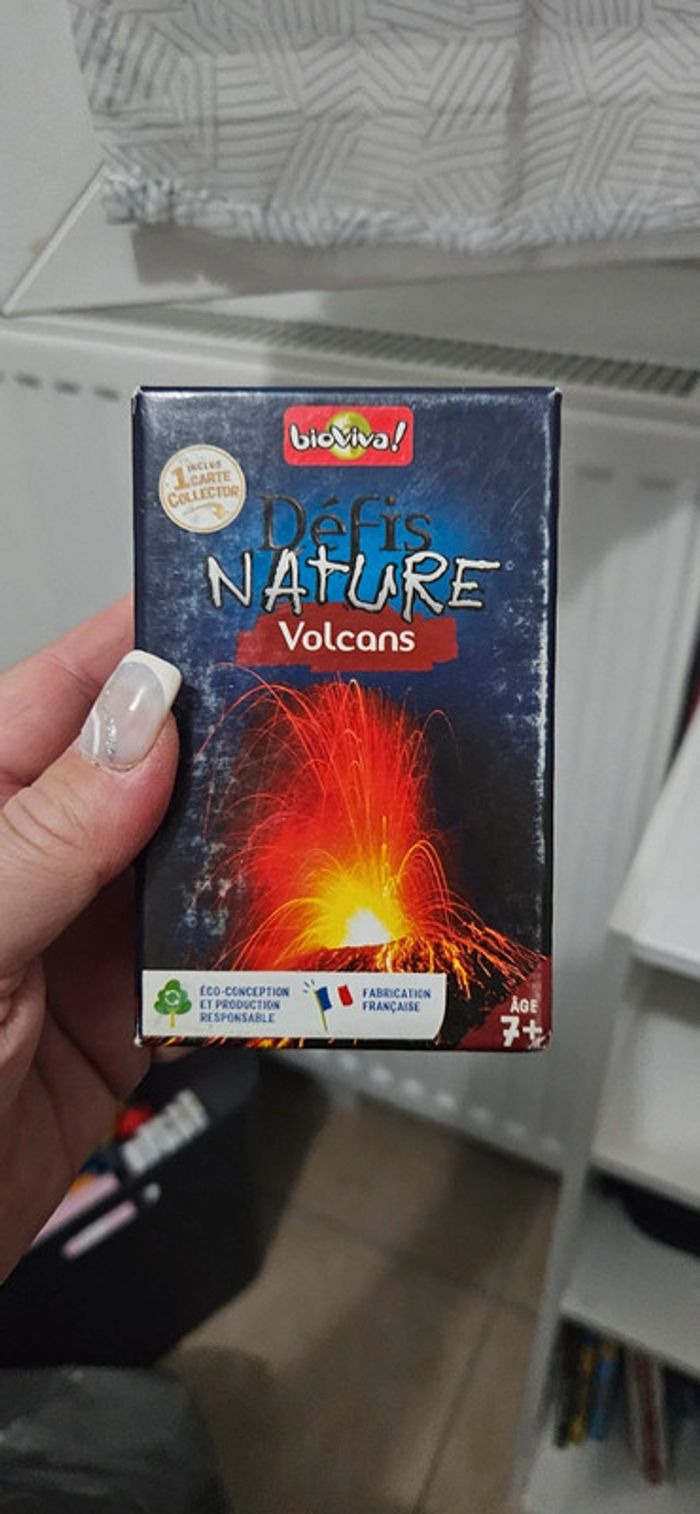 bioviva!
INCLUS
1 CARTE
COLLECTOR
Défis
NATURE
Volcans
ÉCO-CONCEPTION
ET PRODUCTION
RESPONSABLE
FABRICATION
FRANÇAISE
ÂGE
7+